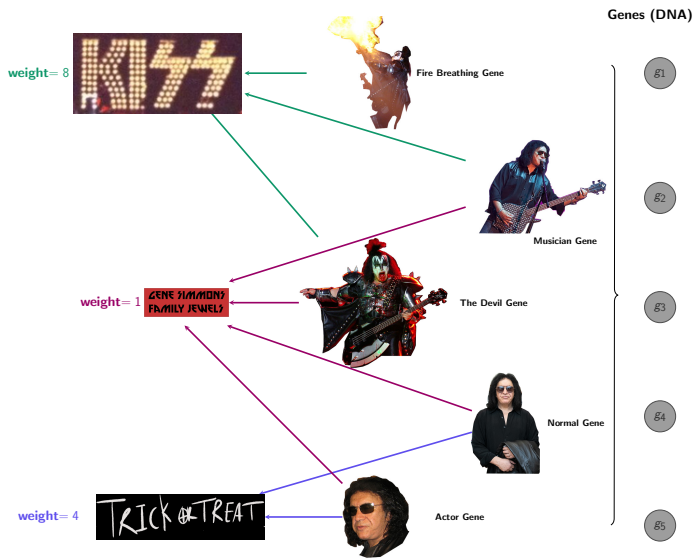 Genes (DNA)
weight= 8
KISS
Fire Breathing Gene
g1
g2
Musician Gene
weight= 1
GENE SIMMONS
FAMILY JEWELS
The Devil Gene
g3
Normal Gene
g4
weight= 4
TRICK OR TREAT
Actor Gene
g5